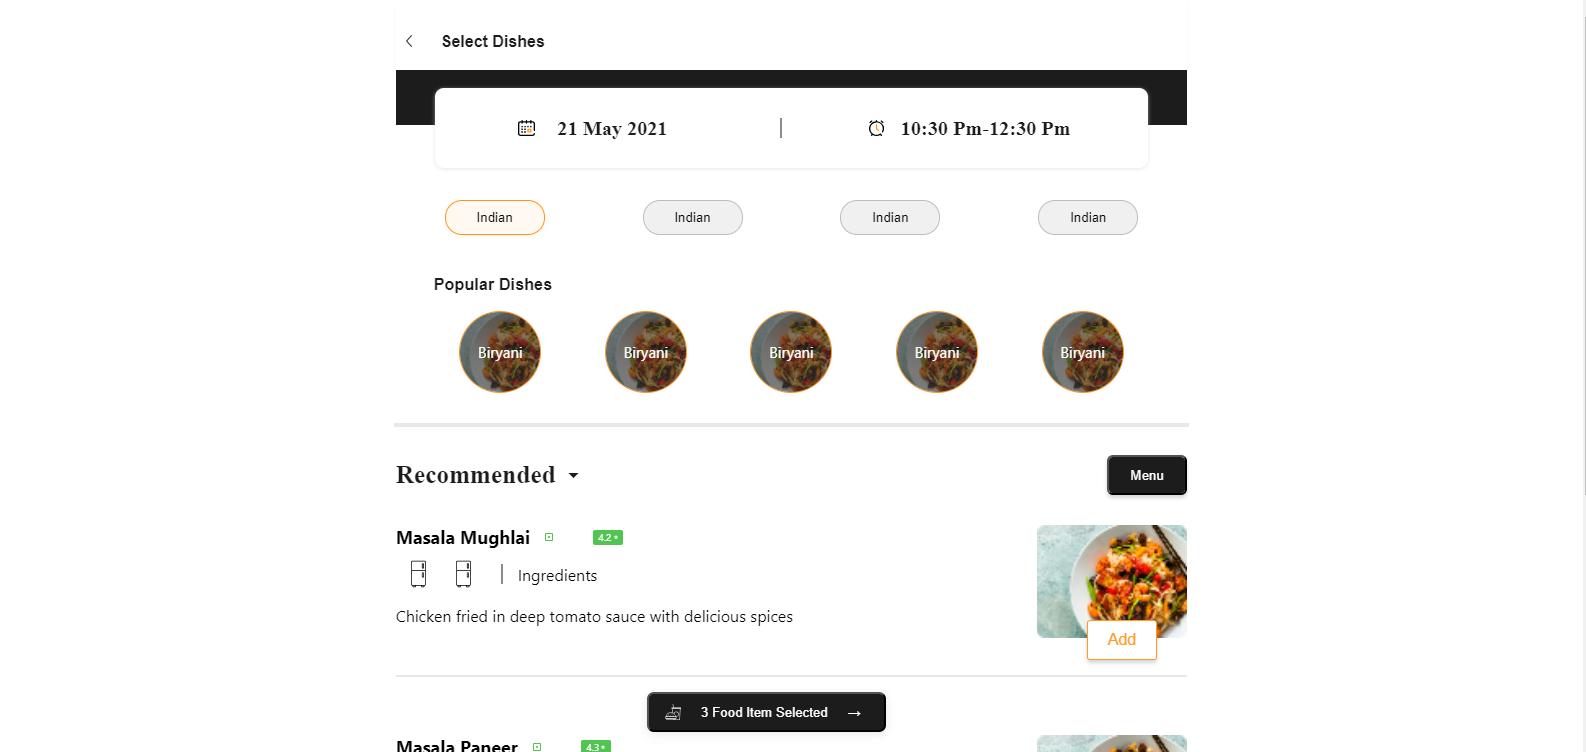 Select Dishes
21 May 2021
10:30 Pm-12:30 Pm
Indian
Indian
Indian
Indian
Popular Dishes
Biryani
Biryani
Biryani
Biryani
Biryani
Recommended
Menu
Masala Mughlai
4.2
Ingredients
Chicken fried in deep tomato sauce with delicious spices
Add
3 Food Item Selected →
Masala Paneer
4.3